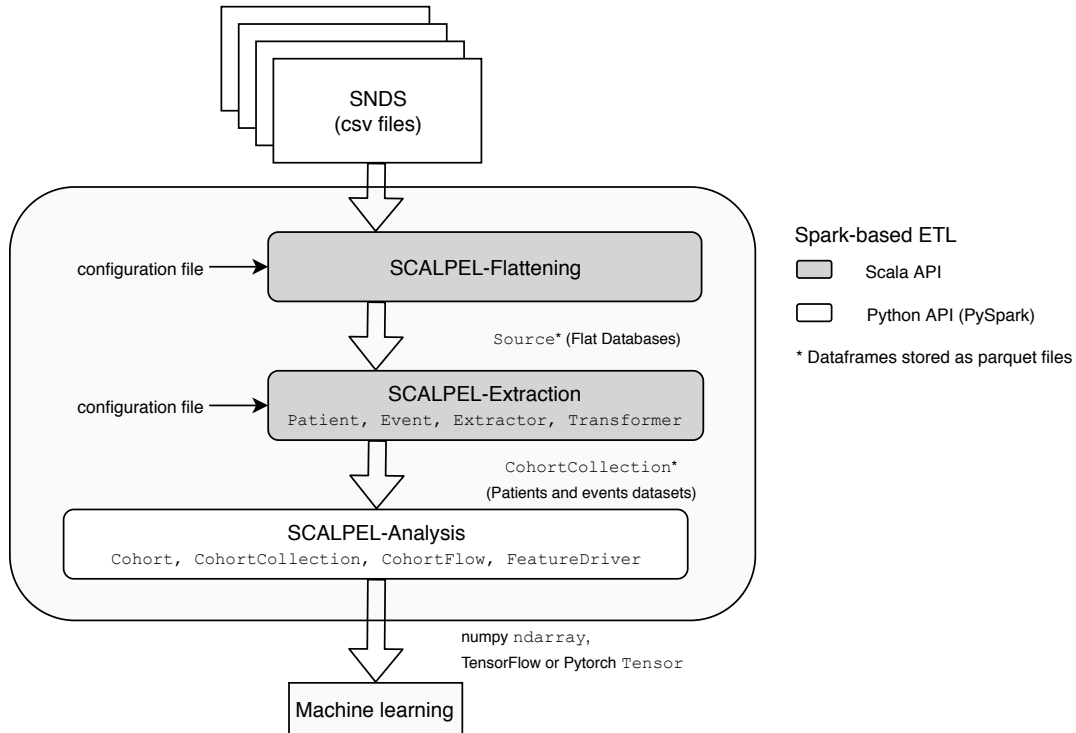 SNDS
(csv files)
configuration file
SCALPEL-Flattening
Source* (Flat Databases)
configuration file
SCALPEL-Extraction
Patient, Event, Extractor, Transformer
CohortCollection*
(Patients and events datasets)
SCALPEL-Analysis
Cohort, CohortCollection, CohortFlow, FeatureDriver
numpy ndarray,
TensorFlow or Pytorch Tensor
Machine learning
Spark-based ETL
Scala API
Python API (PySpark)
* Dataframes stored as parquet files